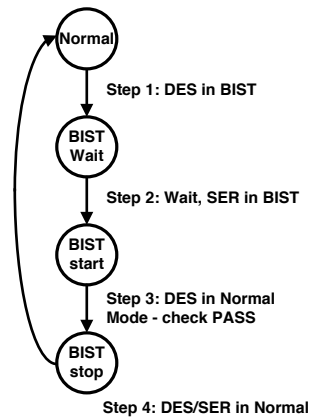 Normal
Step 1: DES in BIST
BIST
Wait
Step 2: Wait, SER in BIST
BIST
start
Step 3: DES in Normal
Mode - check PASS
BIST
stop
Step 4: DES/SER in Normal